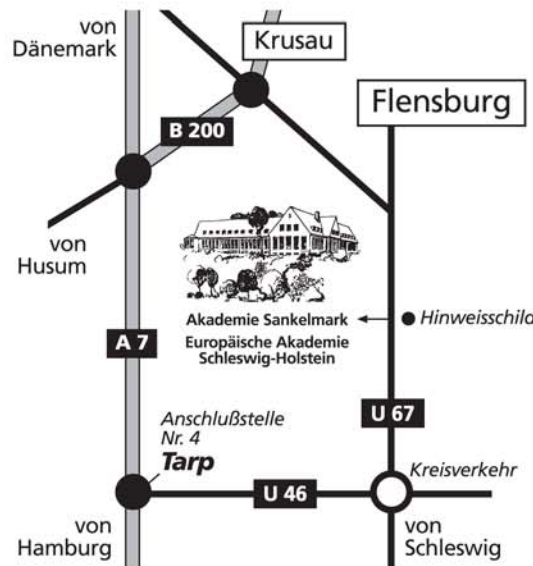 von
Dänemark
Krusau
Flensburg
B 200
von
Husum
Akademie Sankelmark
Hinweisschild
Europäische Akademie
Schleswig-Holstein
A 7
U 67
Anschlußstelle
Nr. 4
Tarp
Kreisverkehr
U 46
von
Hamburg
von
Schleswig